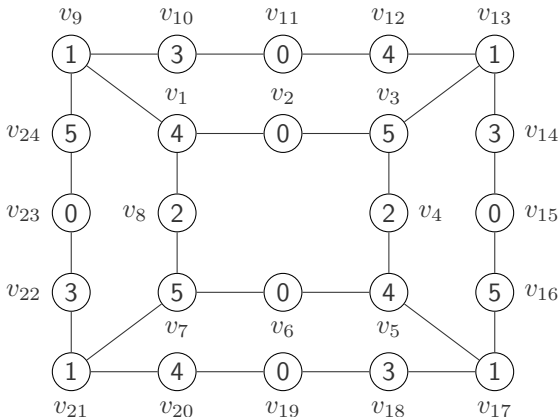 v₉ v₁₀ v₁₁ v₁₂ v₁₃
1 3 0 4 1
v₁ v₂ v₃
v₂₄ 5 4 0 5 3 v₁₄
v₂₃ 0 v₈ 2 2 v₄ 0 v₁₅
v₂₂ 3 5 0 4 5 v₁₆
v₇ v₆ v₅
1 4 0 3 1
v₂₁ v₂₀ v₁₉ v₁₈ v₁₇